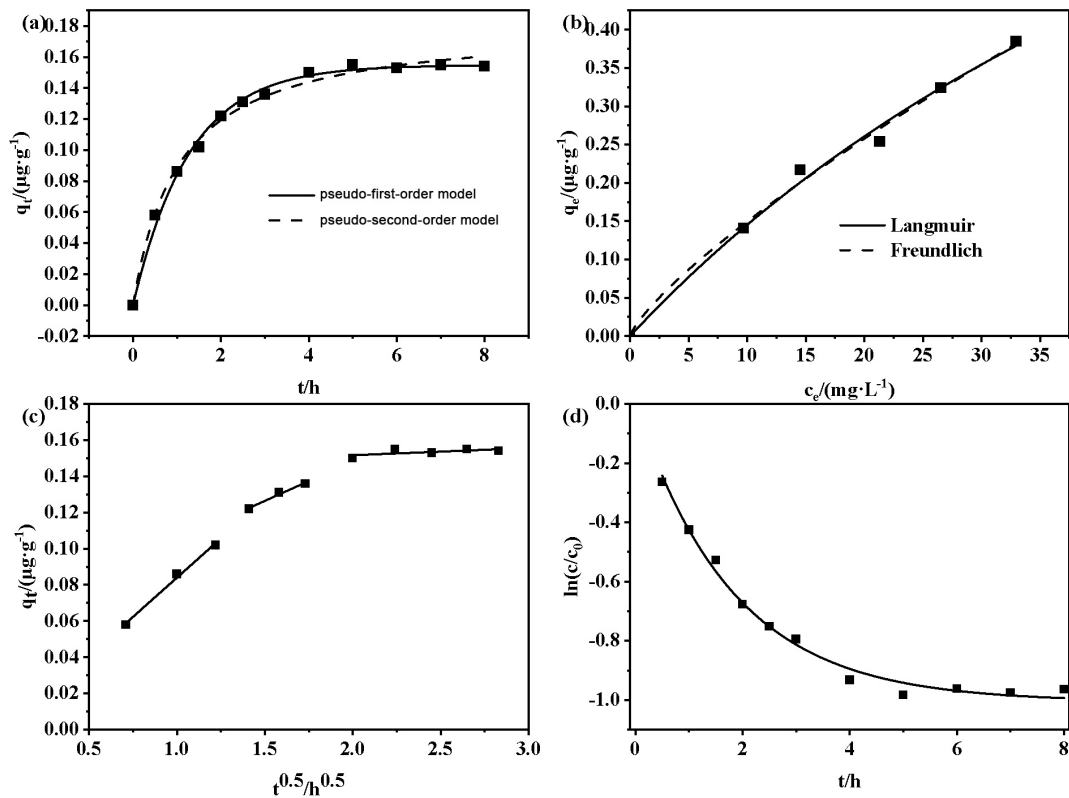 (a)
0.18
0.16
0.14
0.12
0.10
0.08
0.06
0.04
0.02
0.00
-0.02
qt/(μg·g-1)
pseudo-first-order model
pseudo-second-order model
0 2 4 6 8
t/h
(b)
0.40
0.35
0.30
0.25
0.20
0.15
0.10
0.05
0.00
qe/(μg·g-1)
Langmuir
Freundlich
0 5 10 15 20 25 30 35
ce/(mg·L-1)
(c)
0.18
0.16
0.14
0.12
0.10
0.08
0.06
0.04
0.02
0.00
qt/(μg·g-1)
0.5 1.0 1.5 2.0 2.5 3.0
t0.5/h0.5
(d)
0.0
-0.2
-0.4
-0.6
-0.8
-1.0
ln(c/c0)
0 2 4 6 8
t/h